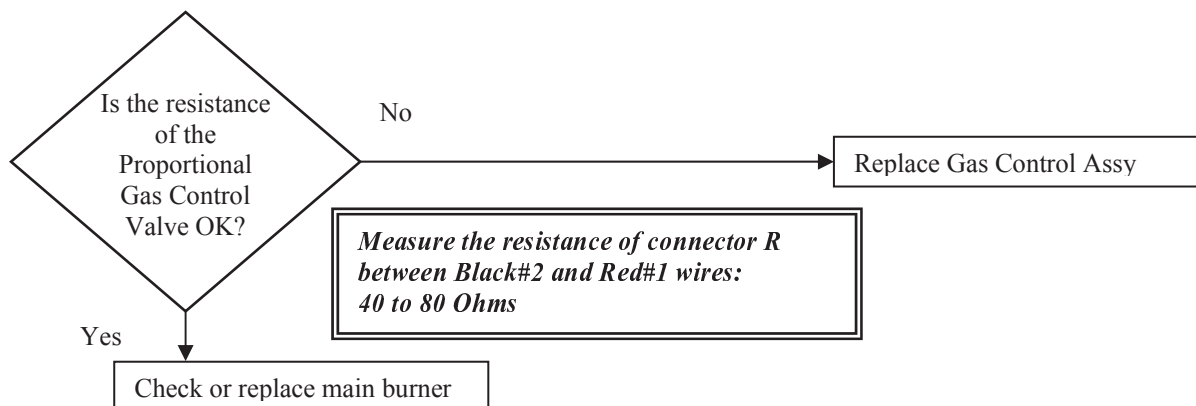 Is the resistance
of the
Proportional
Gas Control
Valve OK?
No
Replace Gas Control Assy
Measure the resistance of connector R
between Black#2 and Red#1 wires:
40 to 80 Ohms
Yes
Check or replace main burner